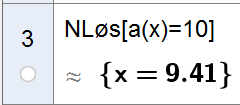 3
NLøs[a(x)=10]
≈ {x = 9.41}